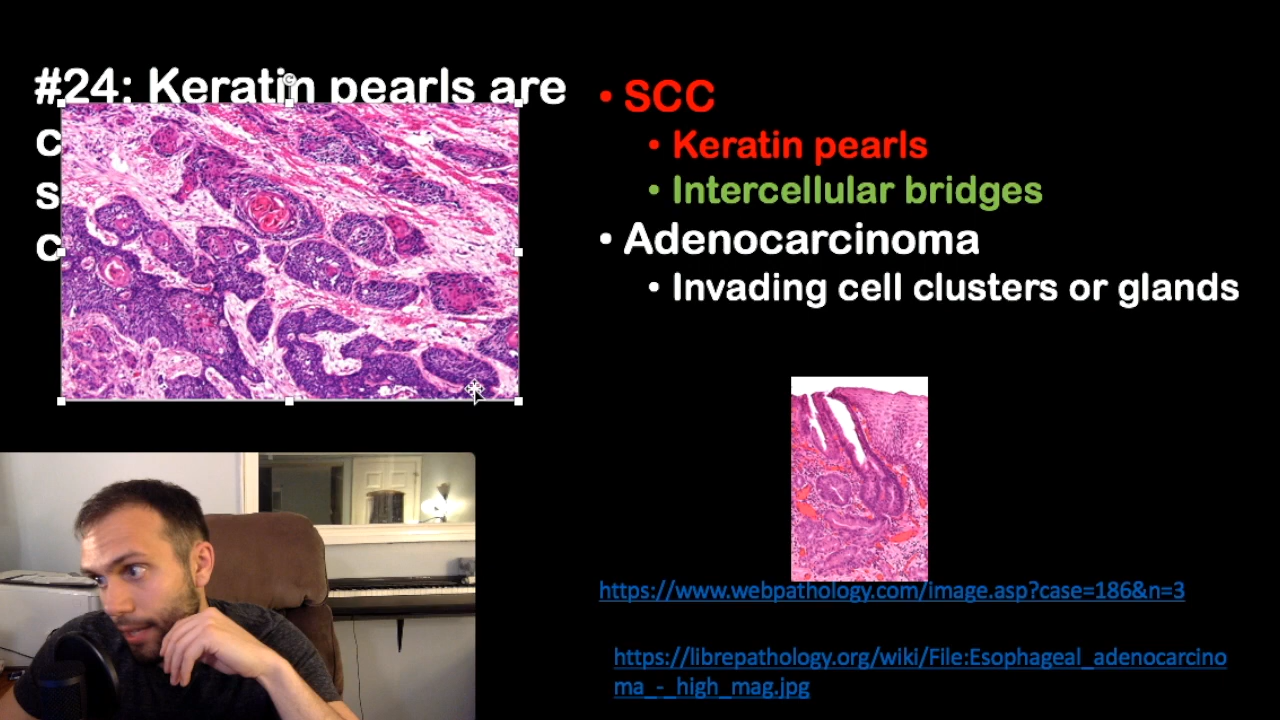 #24: Keratin pearls are
c
s
c
• SCC
• Keratin pearls
• Intercellular bridges
• Adenocarcinoma
• Invading cell clusters or glands
https://www.webpathology.com/image.asp?case=186&n=3
https://librepathology.org/wiki/File:Esophageal_adenocarcino
ma_-_high_mag.jpg